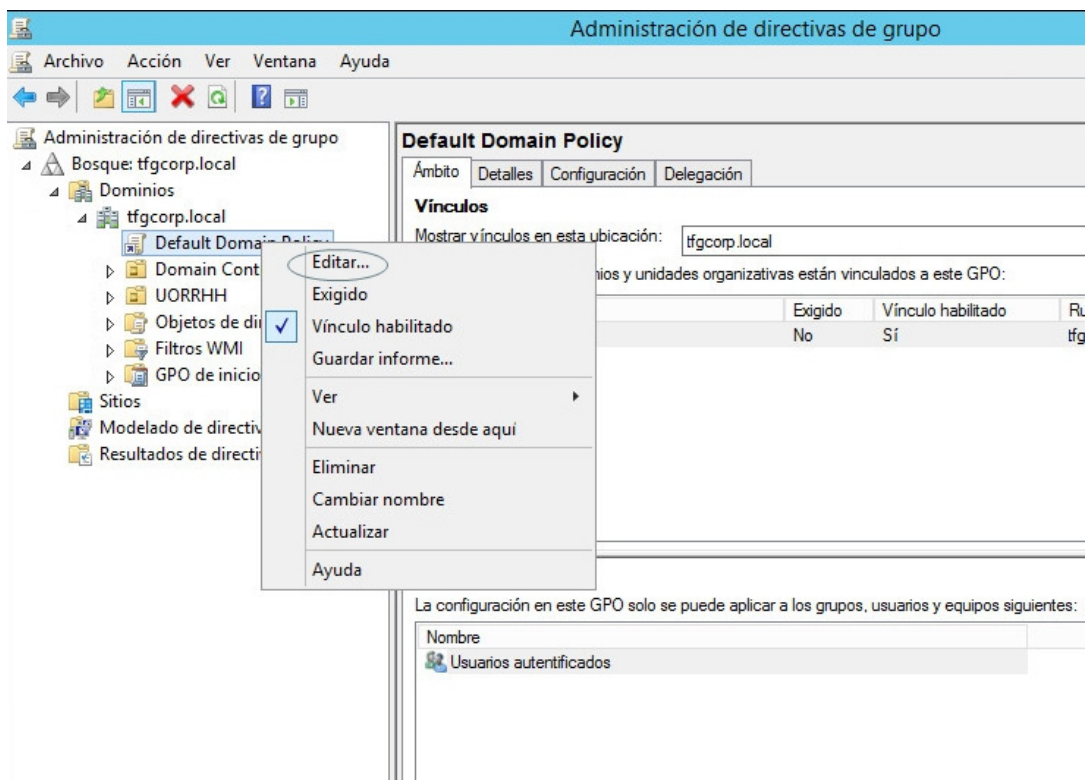 Administración de directivas de grupo
Archivo Acción Ver Ventana Ayuda
Administración de directivas de grupo
Bosque: tfgcorp.local
Dominios
tfgcorp.local
Default Domain Policy
Domain Cont
UORRHH
Objetos de di
Filtros WMI
GPO de inicio
Sitios
Modelado de directiv
Resultados de directi
Editar...
Exigido
Vínculo habilitado
Guardar informe...
Ver
Nueva ventana desde aquí
Eliminar
Cambiar nombre
Actualizar
Ayuda
Default Domain Policy
Ámbito Detalles Configuración Delegación
Vínculos
Mostrar vínculos en esta ubicación: tfgcorp.local
nios y unidades organizativas están vinculados a este GPO:
Exigido Vínculo habilitado Ru
No Sí tfg
La configuración en este GPO solo se puede aplicar a los grupos, usuarios y equipos siguientes:
Nombre
Usuarios autentificados